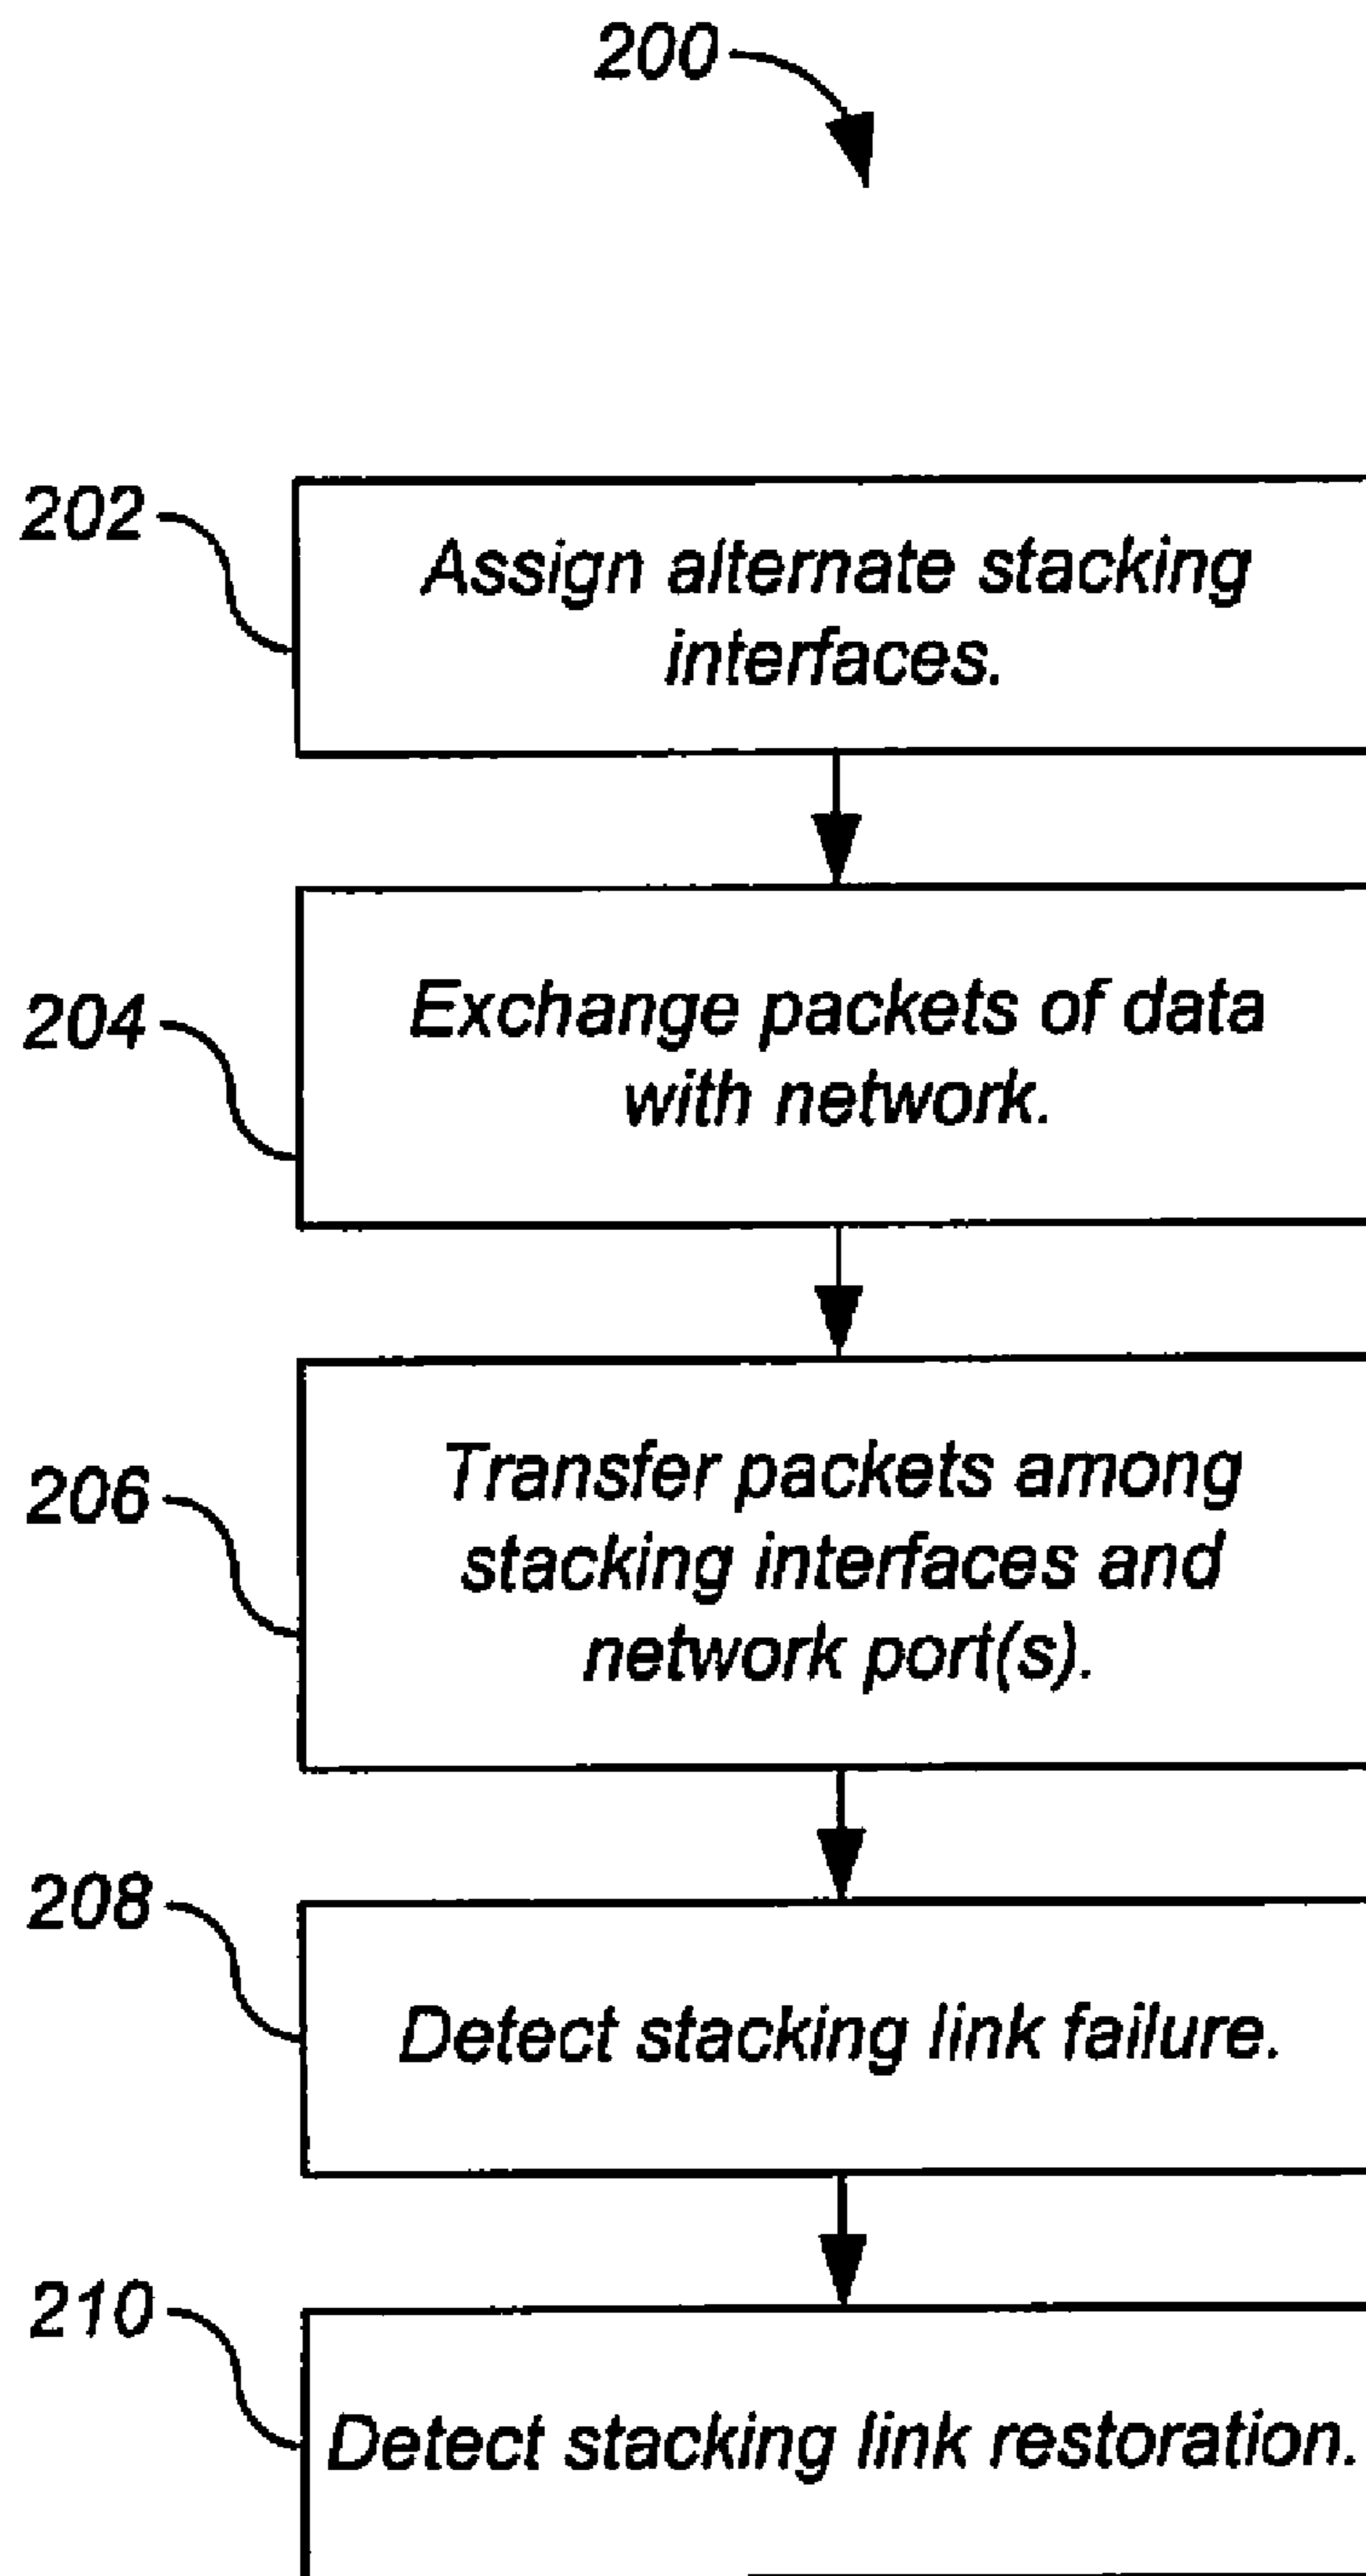 200
202
Assign alternate stacking
interfaces.
204
Exchange packets of data
with network.
206
Transfer packets among
stacking interfaces and
network port(s).
208
Detect stacking link failure.
210
Detect stacking link restoration.